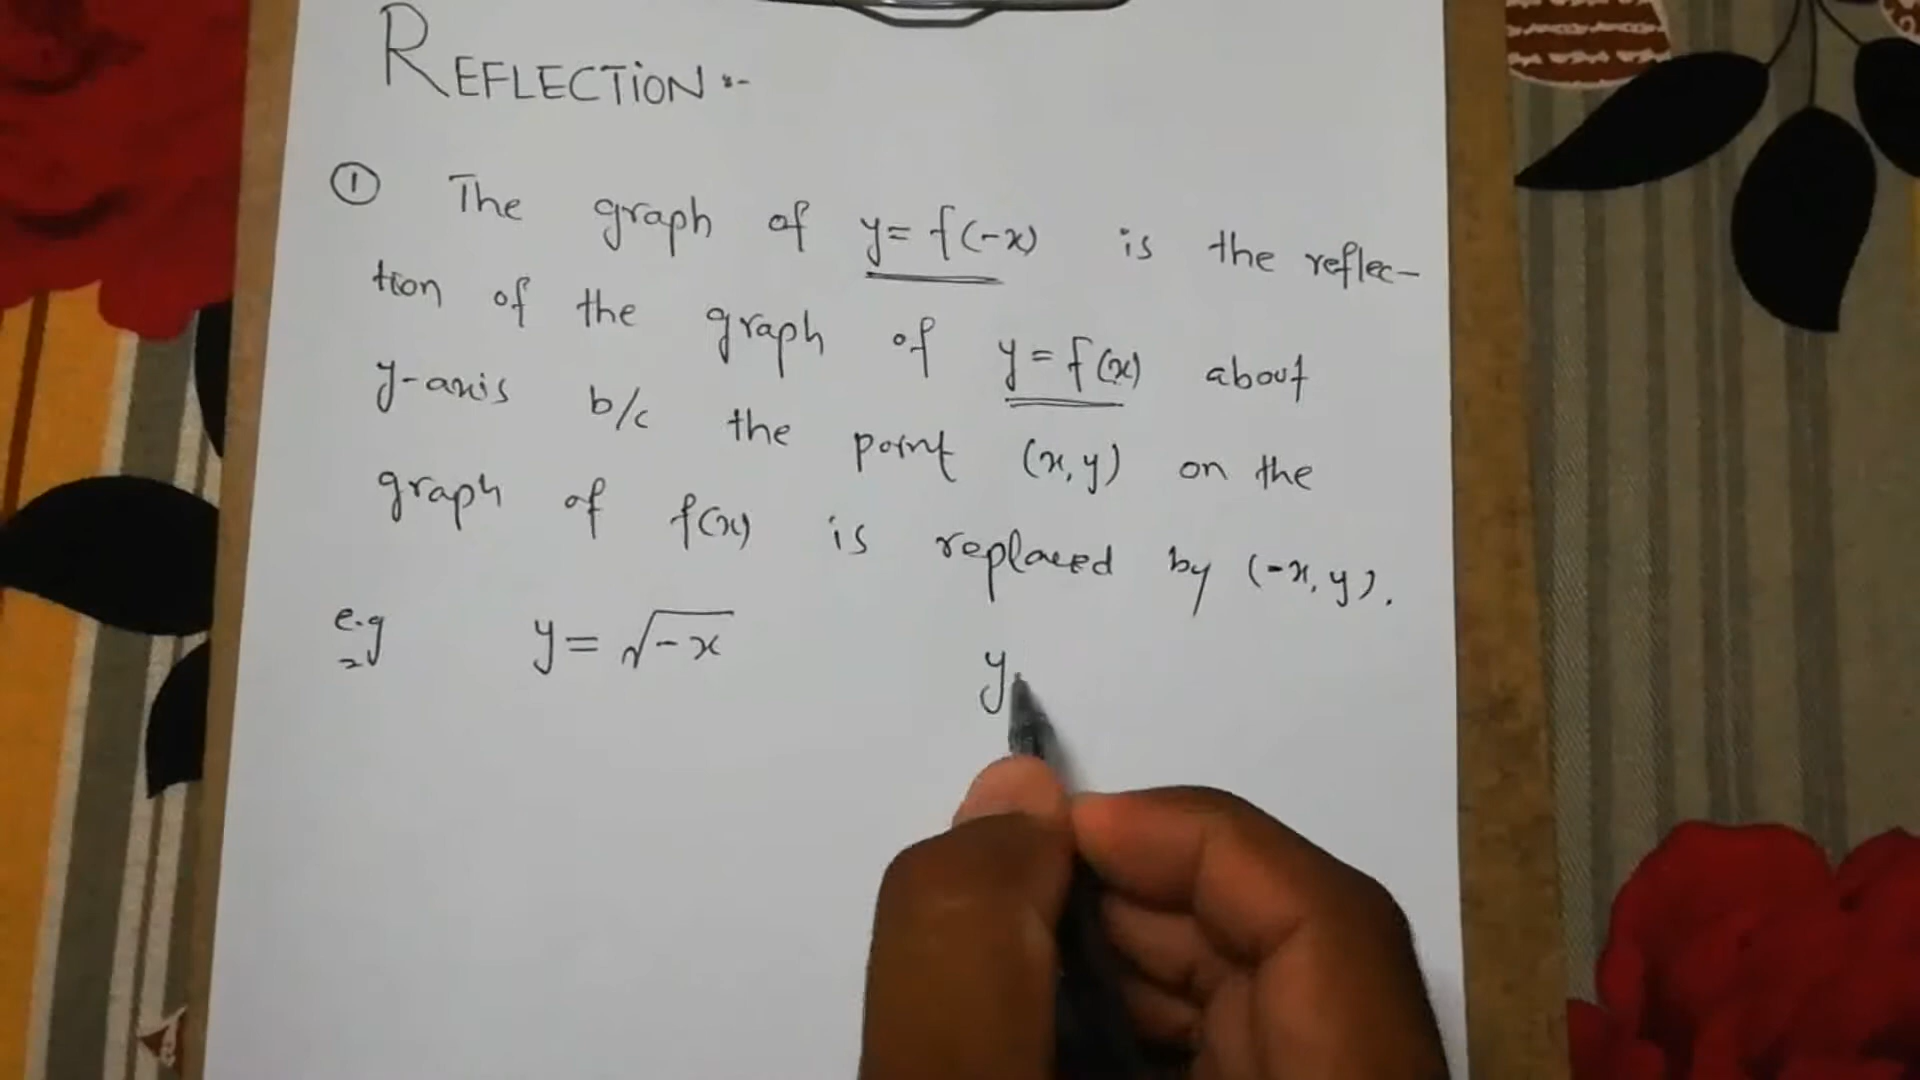 REFLECTION :-
① The graph of y = f(-x) is the reflec-
tion of the graph of y = f(x) about
y-axis b/c the point (x, y) on the
graph of f(x) is replaced by (-x, y).
e.g y = √-x y